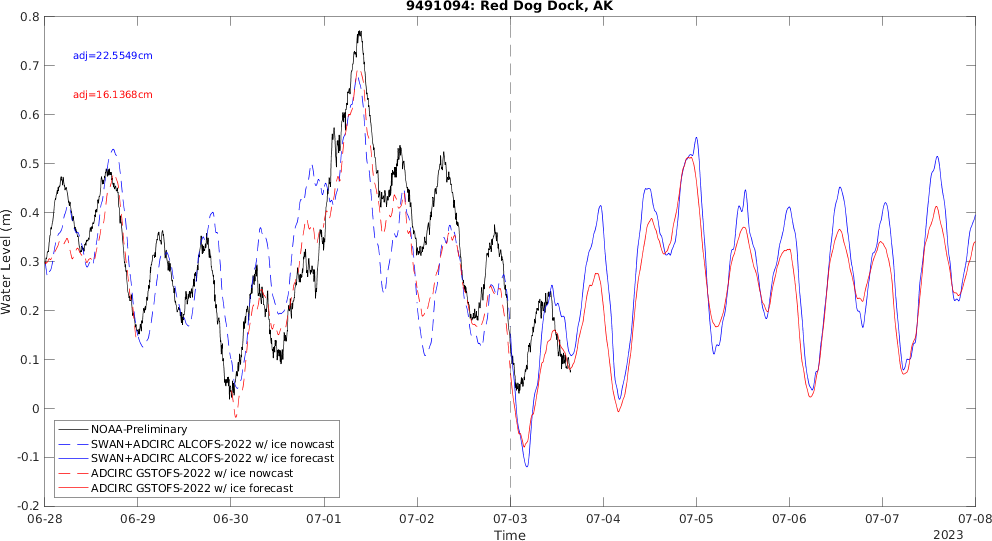 9491094: Red Dog Dock, AK
adj=22.5549cm
adj=16.1368cm
Water Level (m)
0.8
0.7
0.6
0.5
0.4
0.3
0.2
0.1
0
-0.1
-0.2
NOAA-Preliminary
SWAN+ADCIRC ALCOFS-2022 w/ ice nowcast
SWAN+ADCIRC ALCOFS-2022 w/ ice forecast
ADCIRC GSTOFS-2022 w/ ice nowcast
ADCIRC GSTOFS-2022 w/ ice forecast
06-28 06-29 06-30 07-01 07-02 07-03 07-04 07-05 07-06 07-07 07-08
Time
2023